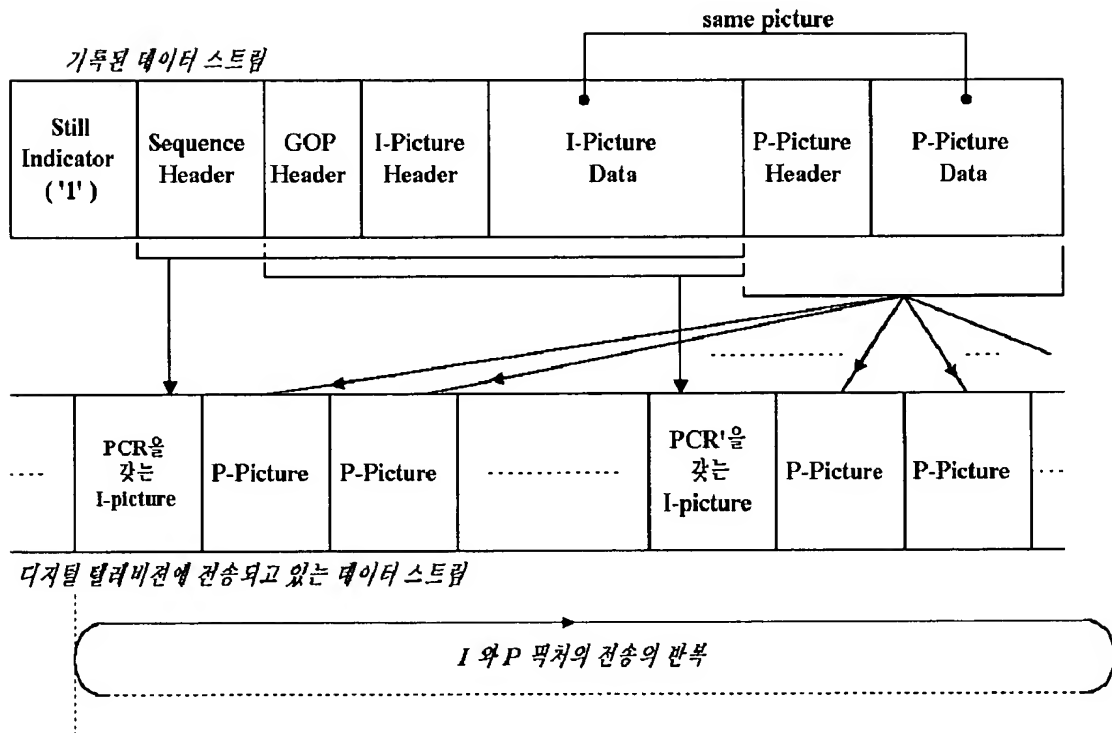 same picture
기록된 데이터 스트림
Still
Indicator
( '1' )
Sequence
Header
GOP
Header
I-Picture
Header
I-Picture
Data
P-Picture
Header
P-Picture
Data
PCR을
갖는
I-picture
P-Picture
P-Picture
PCR'을
갖는
I-picture
P-Picture
P-Picture
디지털 텔레비전에 전송되고 있는 데이터 스트림
I 와 P 픽처의 전송의 반복